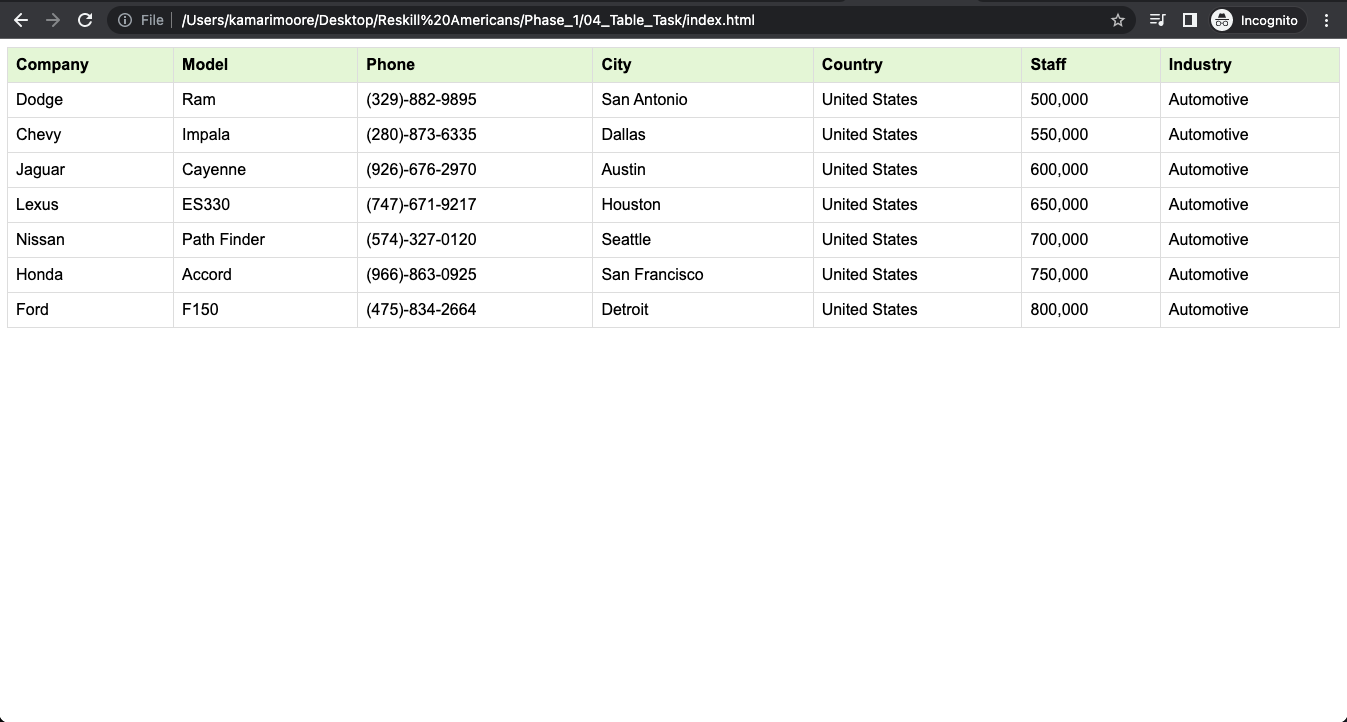 File /Users/kamarimoore/Desktop/Reskill%20Americans/Phase_1/04_Table_Task/index.html Incognito
Company Model Phone City Country Staff Industry
Dodge Ram (329)-882-9895 San Antonio United States 500,000 Automotive
Chevy Impala (280)-873-6335 Dallas United States 550,000 Automotive
Jaguar Cayenne (926)-676-2970 Austin United States 600,000 Automotive
Lexus ES330 (747)-671-9217 Houston United States 650,000 Automotive
Nissan Path Finder (574)-327-0120 Seattle United States 700,000 Automotive
Honda Accord (966)-863-0925 San Francisco United States 750,000 Automotive
Ford F150 (475)-834-2664 Detroit United States 800,000 Automotive